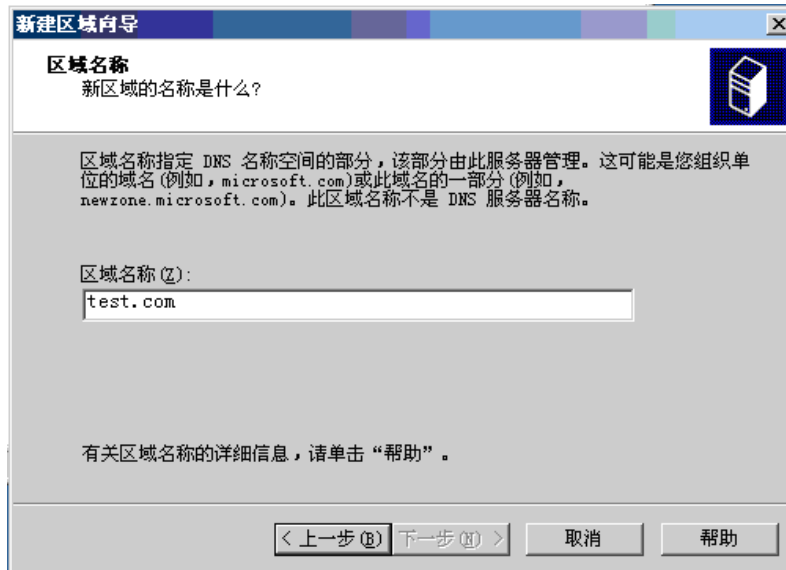 新建区域向导
区域名称
新区域的名称是什么?
区域名称指定 DNS 名称空间的部分，该部分由此服务器管理。这可能是您组织单
位的域名(例如，microsoft.com)或此域名的一部分(例如，
newzone.microsoft.com)。此区域名称不是 DNS 服务器名称。
区域名称(Z):
test.com
有关区域名称的详细信息，请单击“帮助”。
< 上一步(B) 下一步(N) > 取消 帮助